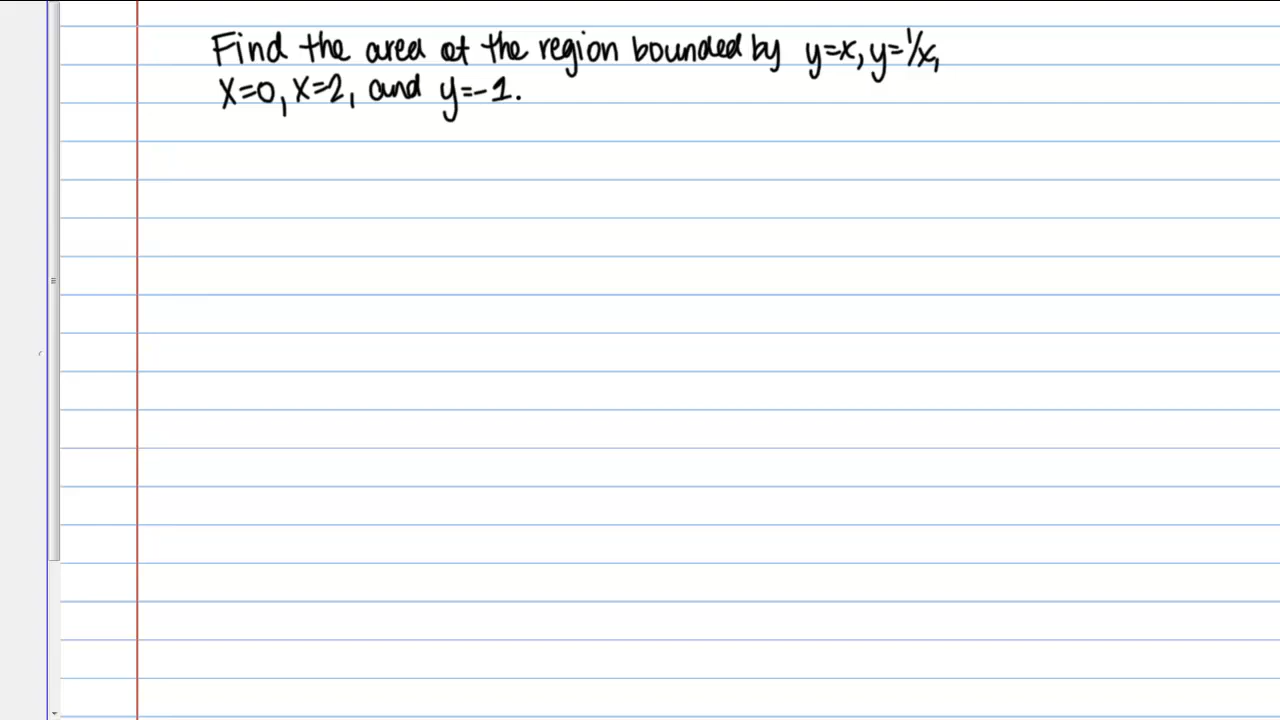 Find the area of the region bounded by y=x, y=1/x,
x=0, x=2, and y=-1.